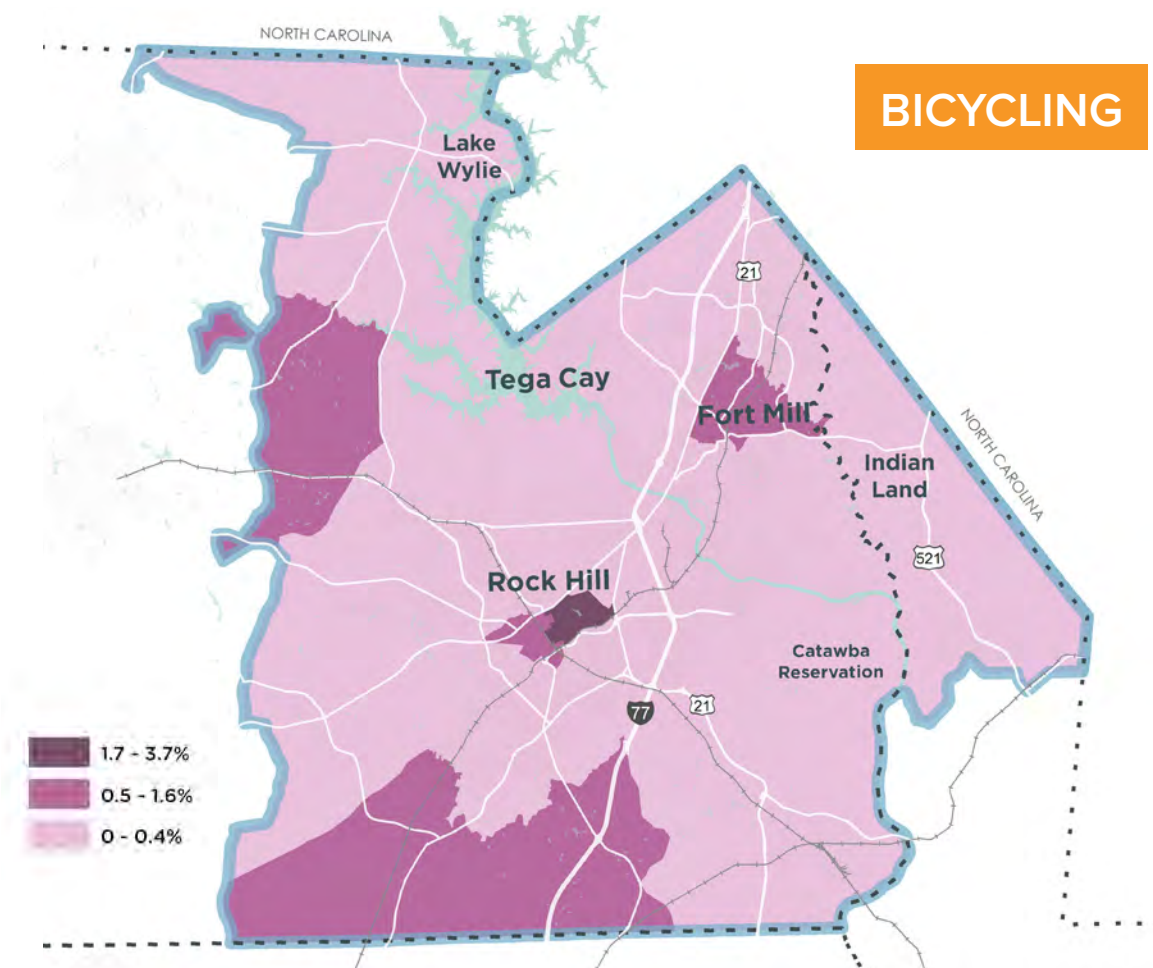 NORTH CAROLINA
BICYCLING
Lake
Wylie
21
Tega Cay
Fort Mill
NORTH CAROLINA
Indian
Land
521
Rock Hill
Catawba
Reservation
77
21
1.7 - 3.7%
0.5 - 1.6%
0 - 0.4%